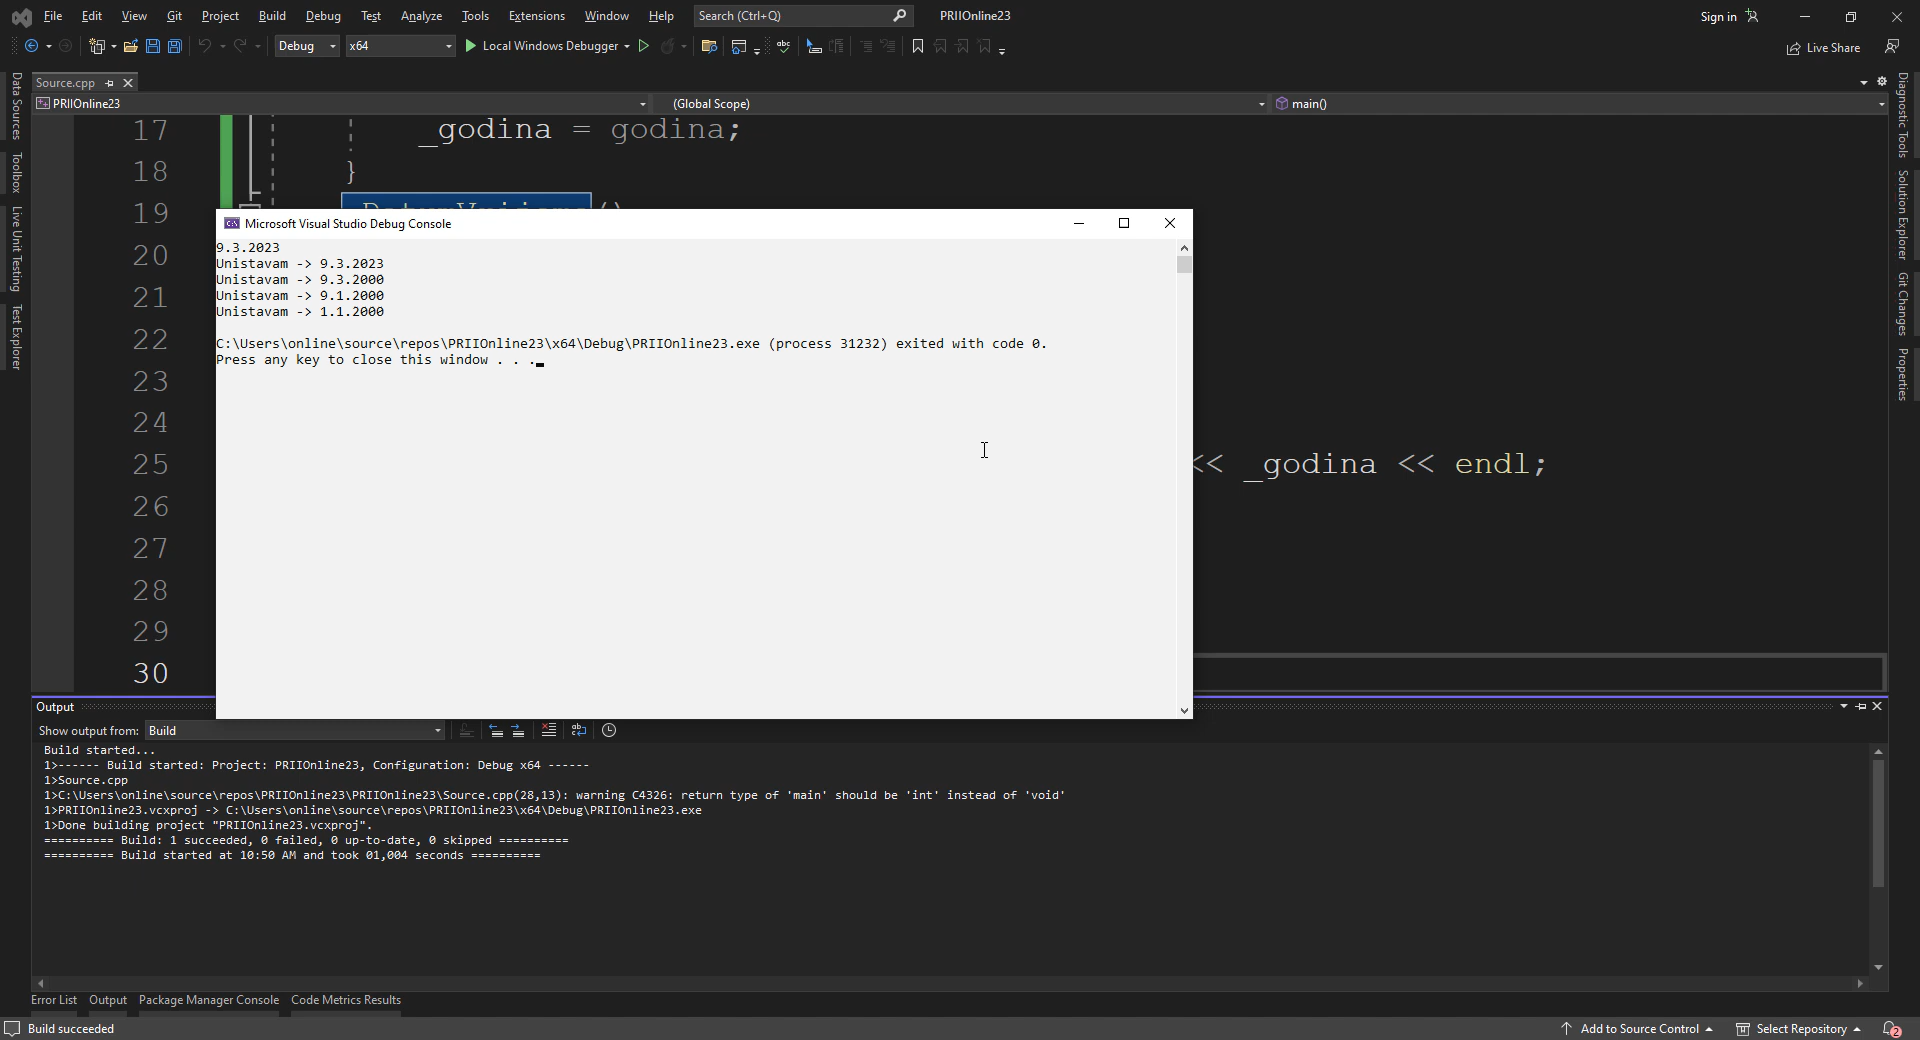 File Edit View Git Project Build Debug Test Analyze Tools Extensions Window Help Search (Ctrl+Q) PRIIOnline23 Sign in
Debug x64 Local Windows Debugger Live Share
Source.cpp
PRIIOnline23 (Global Scope) main()
Data Sources
Toolbox
Live Unit Testing
Test Explorer
Diagnostic Tools
Solution Explorer
Git Changes
Properties
17 _godina = godina;
18 }
19
20
21
22
23
24
25 << _godina << endl;
26
27
28
29
30
Microsoft Visual Studio Debug Console
9.3.2023
Unistavam -> 9.3.2023
Unistavam -> 9.3.2000
Unistavam -> 9.1.2000
Unistavam -> 1.1.2000
C:\Users\online\source\repos\PRIIOnline23\x64\Debug\PRIIOnline23.exe (process 31232) exited with code 0.
Press any key to close this window . . .
Output
Show output from: Build
Build started...
1>------ Build started: Project: PRIIOnline23, Configuration: Debug x64 ------
1>Source.cpp
1>C:\Users\online\source\repos\PRIIOnline23\PRIIOnline23\Source.cpp(28,13): warning C4326: return type of 'main' should be 'int' instead of 'void'
1>PRIIOnline23.vcxproj -> C:\Users\online\source\repos\PRIIOnline23\x64\Debug\PRIIOnline23.exe
1>Done building project "PRIIOnline23.vcxproj".
========== Build: 1 succeeded, 0 failed, 0 up-to-date, 0 skipped ==========
========== Build started at 10:50 AM and took 01,004 seconds ==========
Error List Output Package Manager Console Code Metrics Results
Build succeeded Add to Source Control Select Repository 2